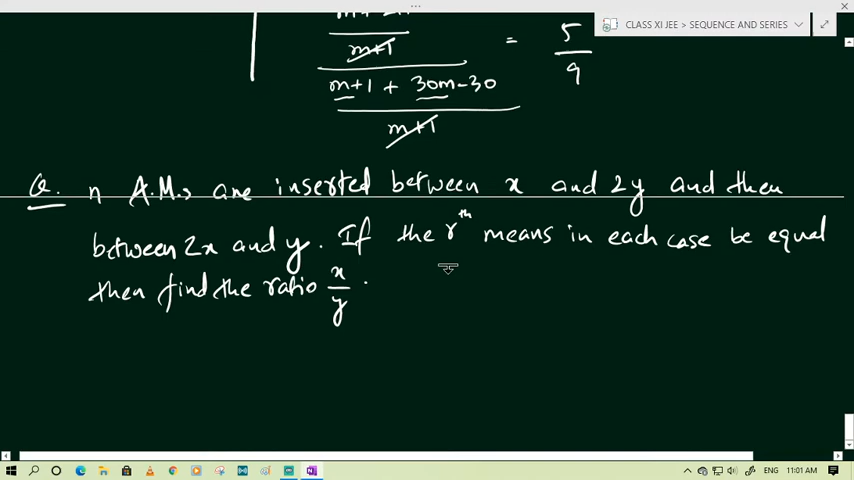 ...
CLASS XI JEE > SEQUENCE AND SERIES
m+1
m+1 + 30m-30
m+1
= 5/9
Q. n A.M.s are inserted between x and 2y and then
between 2x and y. If the rth means in each case be equal
then find the ratio x/y.
ENG 11:01 AM